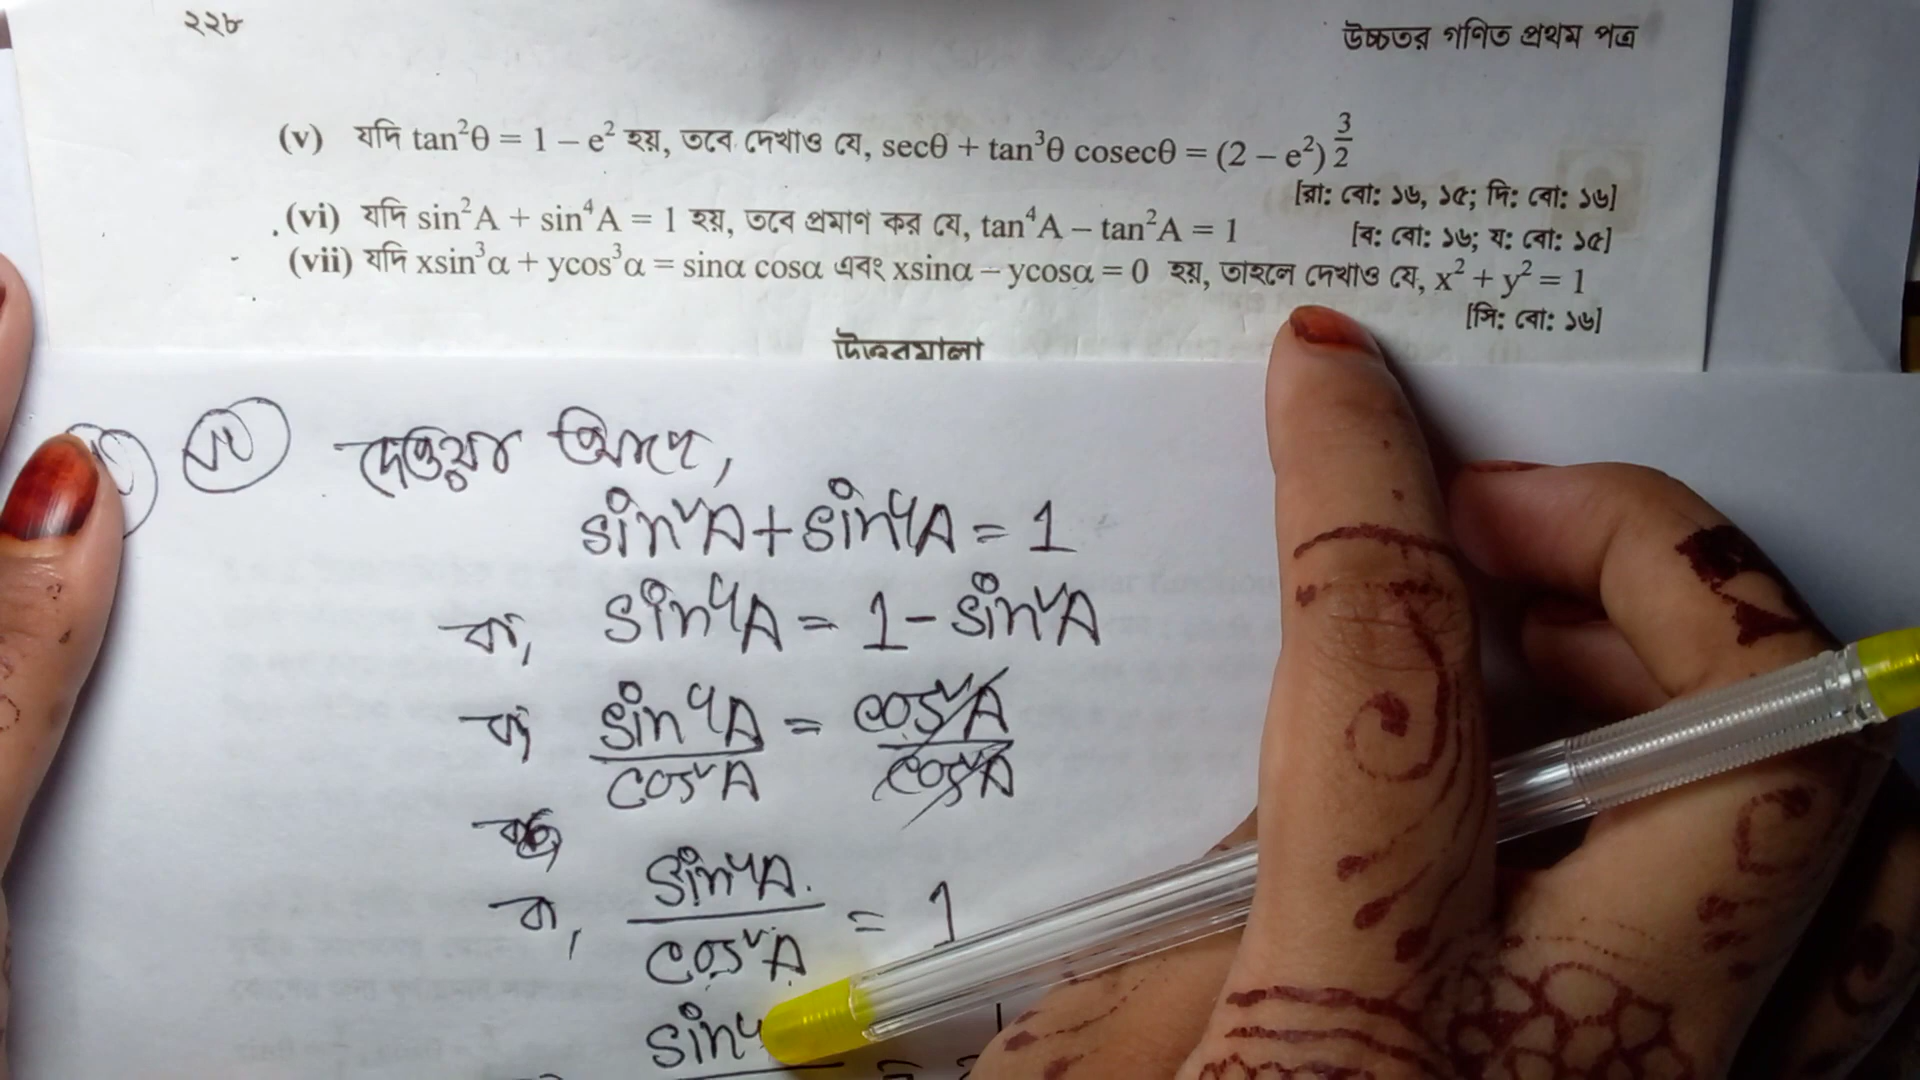 ২২৮
উচ্চতর গণিত প্রথম পত্র
(v) যদি tan²θ = 1 – e² হয়, তবে দেখাও যে, secθ + tan³θ cosecθ = (2 – e²)^(3/2)
[রা: বো: ১৬, ১৫; দি: বো: ১৬]
(vi) যদি sin²A + sin⁴A = 1 হয়, তবে প্রমাণ কর যে, tan⁴A – tan²A = 1
[ব: বো: ১৬; য: বো: ১৫]
(vii) যদি xsin³α + ycos³α = sinα cosα এবং xsinα – ycosα = 0 হয়, তাহলে দেখাও যে, x² + y² = 1
[সি: বো: ১৬]
উত্তরমালা
দেওয়া আছে,
sin²A + sin⁴A = 1
বা, sin⁴A = 1 - sin²A
বা, sin⁴A / cos²A = cos²A / cos²A
বা, sin⁴A / cos²A = 1
sin⁴